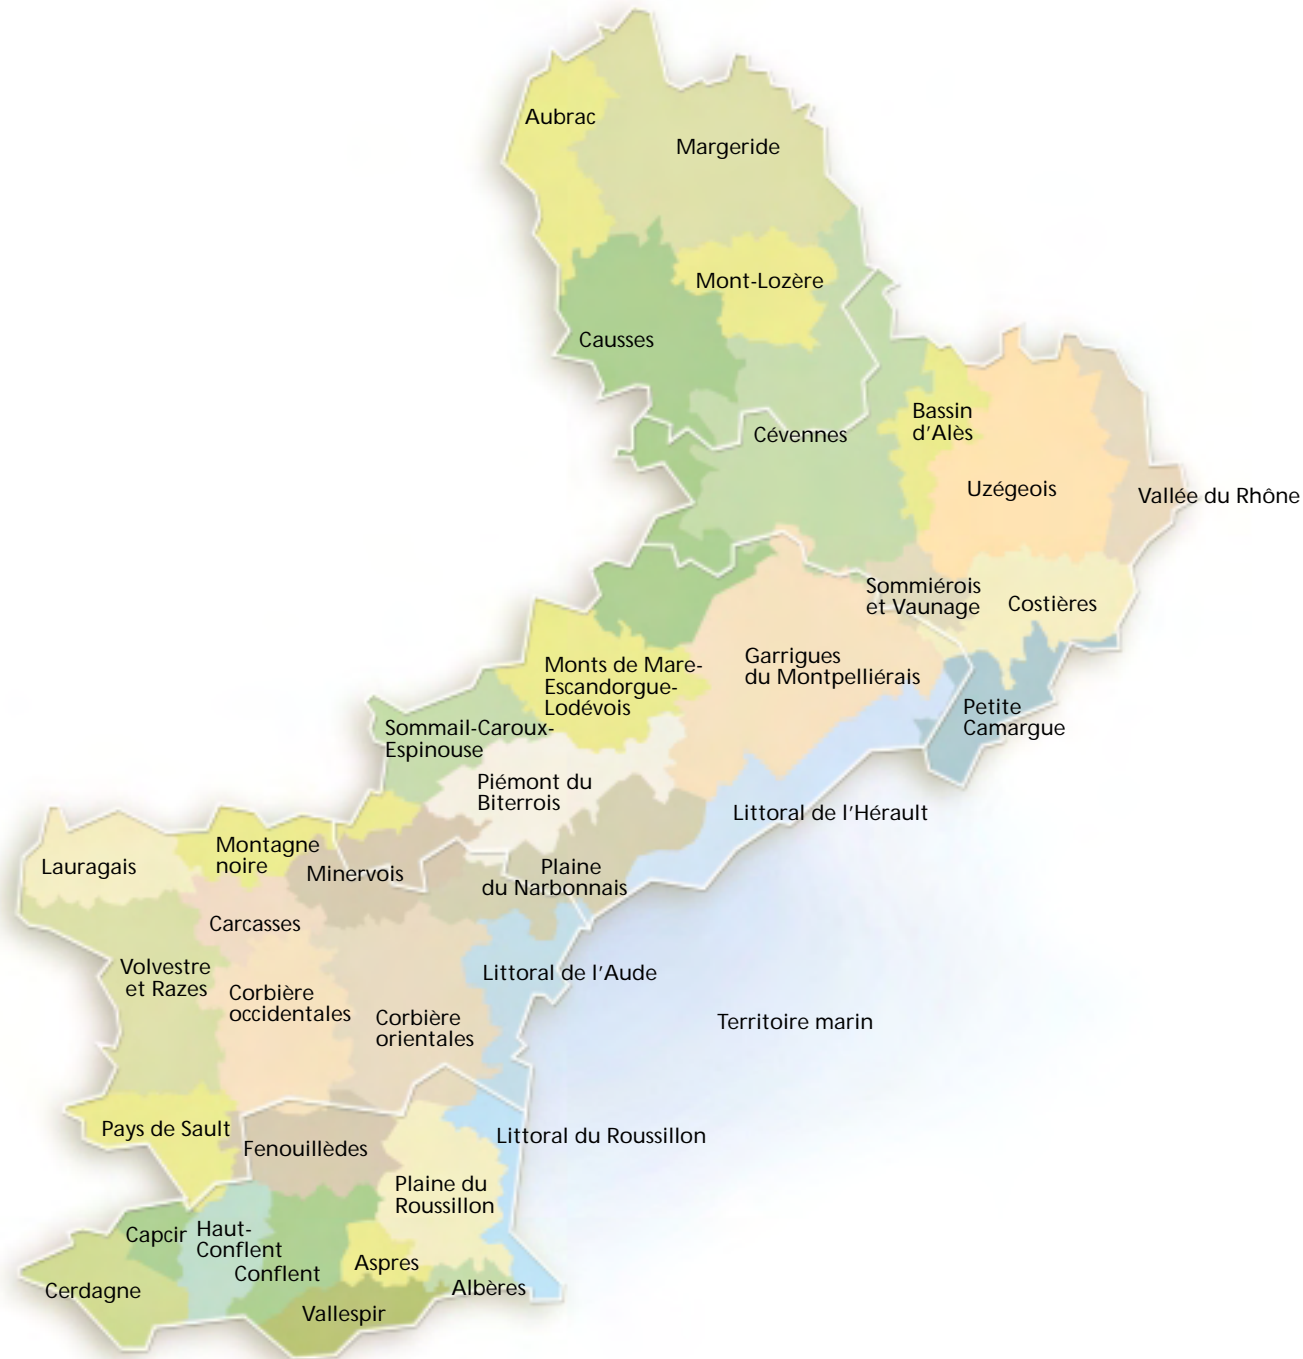 Aubrac
Margeride
Mont-Lozère
Causses
Bassin
d'Alès
Cévennes
Uzégeois
Vallée du Rhône
Sommiérois
et Vaunage
Costières
Garrigues
du Montpelliérais
Monts de Mare-
Escandorgue-
Lodévois
Petite
Camargue
Sommail-Caroux-
Espinouse
Piémont du
Biterrois
Littoral de l'Hérault
Montagne
noire
Lauragais
Minervois
Plaine
du Narbonnais
Carcasses
Volvestre
et Razes
Littoral de l'Aude
Corbière
occidentales
Corbière
orientales
Territoire marin
Pays de Sault
Fenouillèdes
Littoral du Roussillon
Plaine du
Roussillon
Capcir
Haut-
Conflent
Conflent
Aspres
Albères
Cerdagne
Vallespir